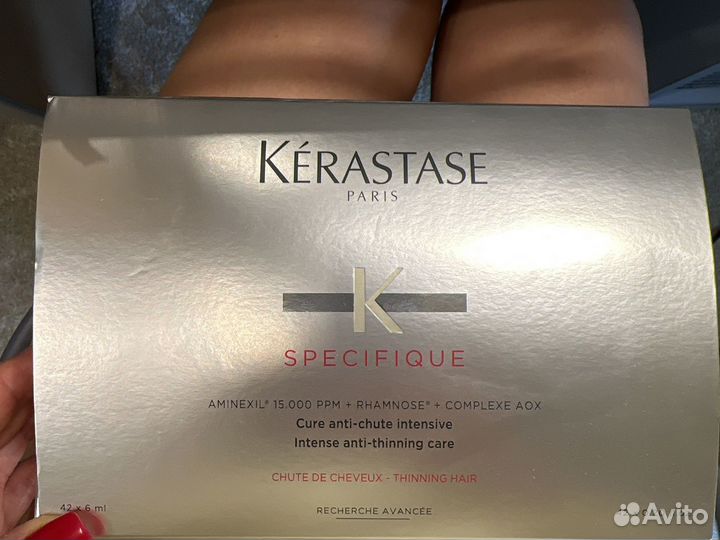 KÉRASTASE
PARIS
K
SPECIFIQUE
AMINEXIL® 15.000 PPM + RHAMNOSE® + COMPLEXE AOX
Cure anti-chute intensive
Intense anti-thinning care
CHUTE DE CHEVEUX - THINNING HAIR
42 x 6 ml
RECHERCHE AVANCÉE
Avito